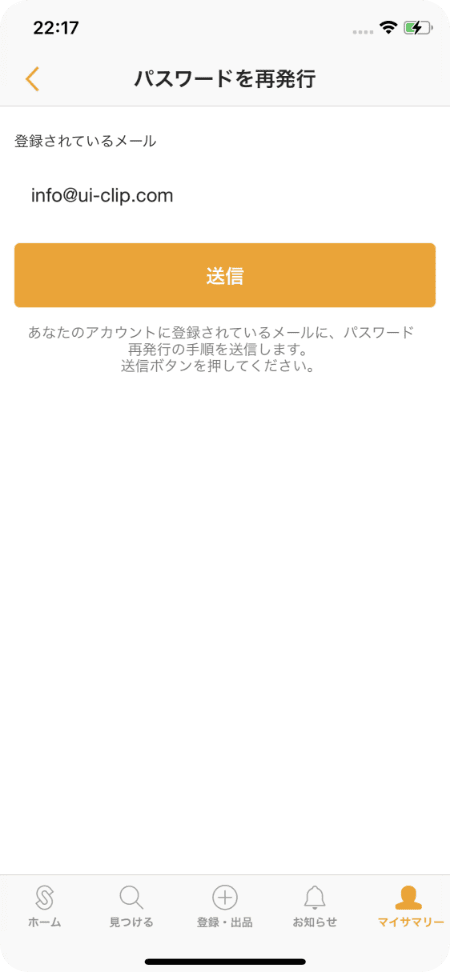 22:17
パスワードを再発行
登録されているメール
info@ui-clip.com
送信
あなたのアカウントに登録されているメールに、パスワード
再発行の手順を送信します。
送信ボタンを押してください。
ホーム
見つける
登録・出品
お知らせ
マイサマリー